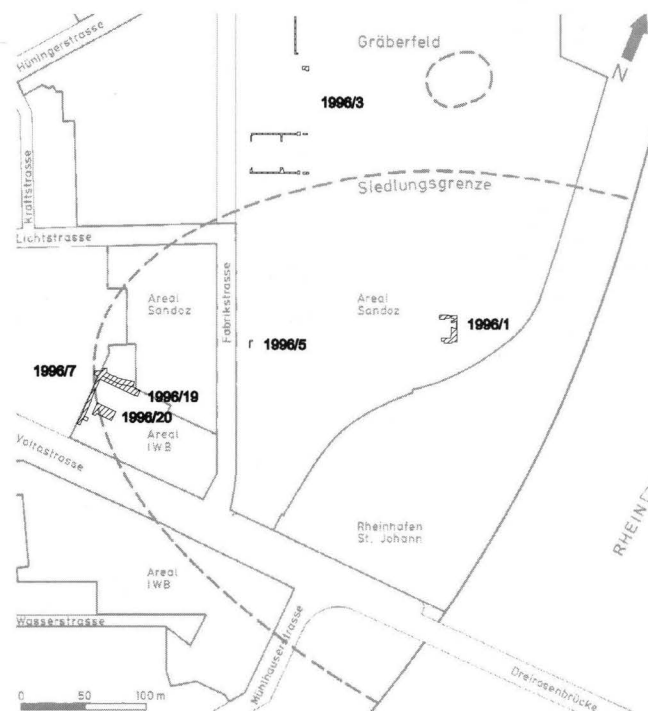 Hüningerstrasse
Gräberfeld
N
1996/3
Kraftstrasse
Siedlungsgrenze
Lichtstrasse
Areal
Sandoz
Fabrikstrasse
Areal
Sandoz
1996/1
1996/5
1996/7
1996/19
1996/20
Areal
IWB
Voltastrasse
RHEIN
Rheinhafen
St. Johann
Areal
IWB
Wasserstrasse
Mühlhauserstrasse
Dreirosenbrücke
0 50 100 m